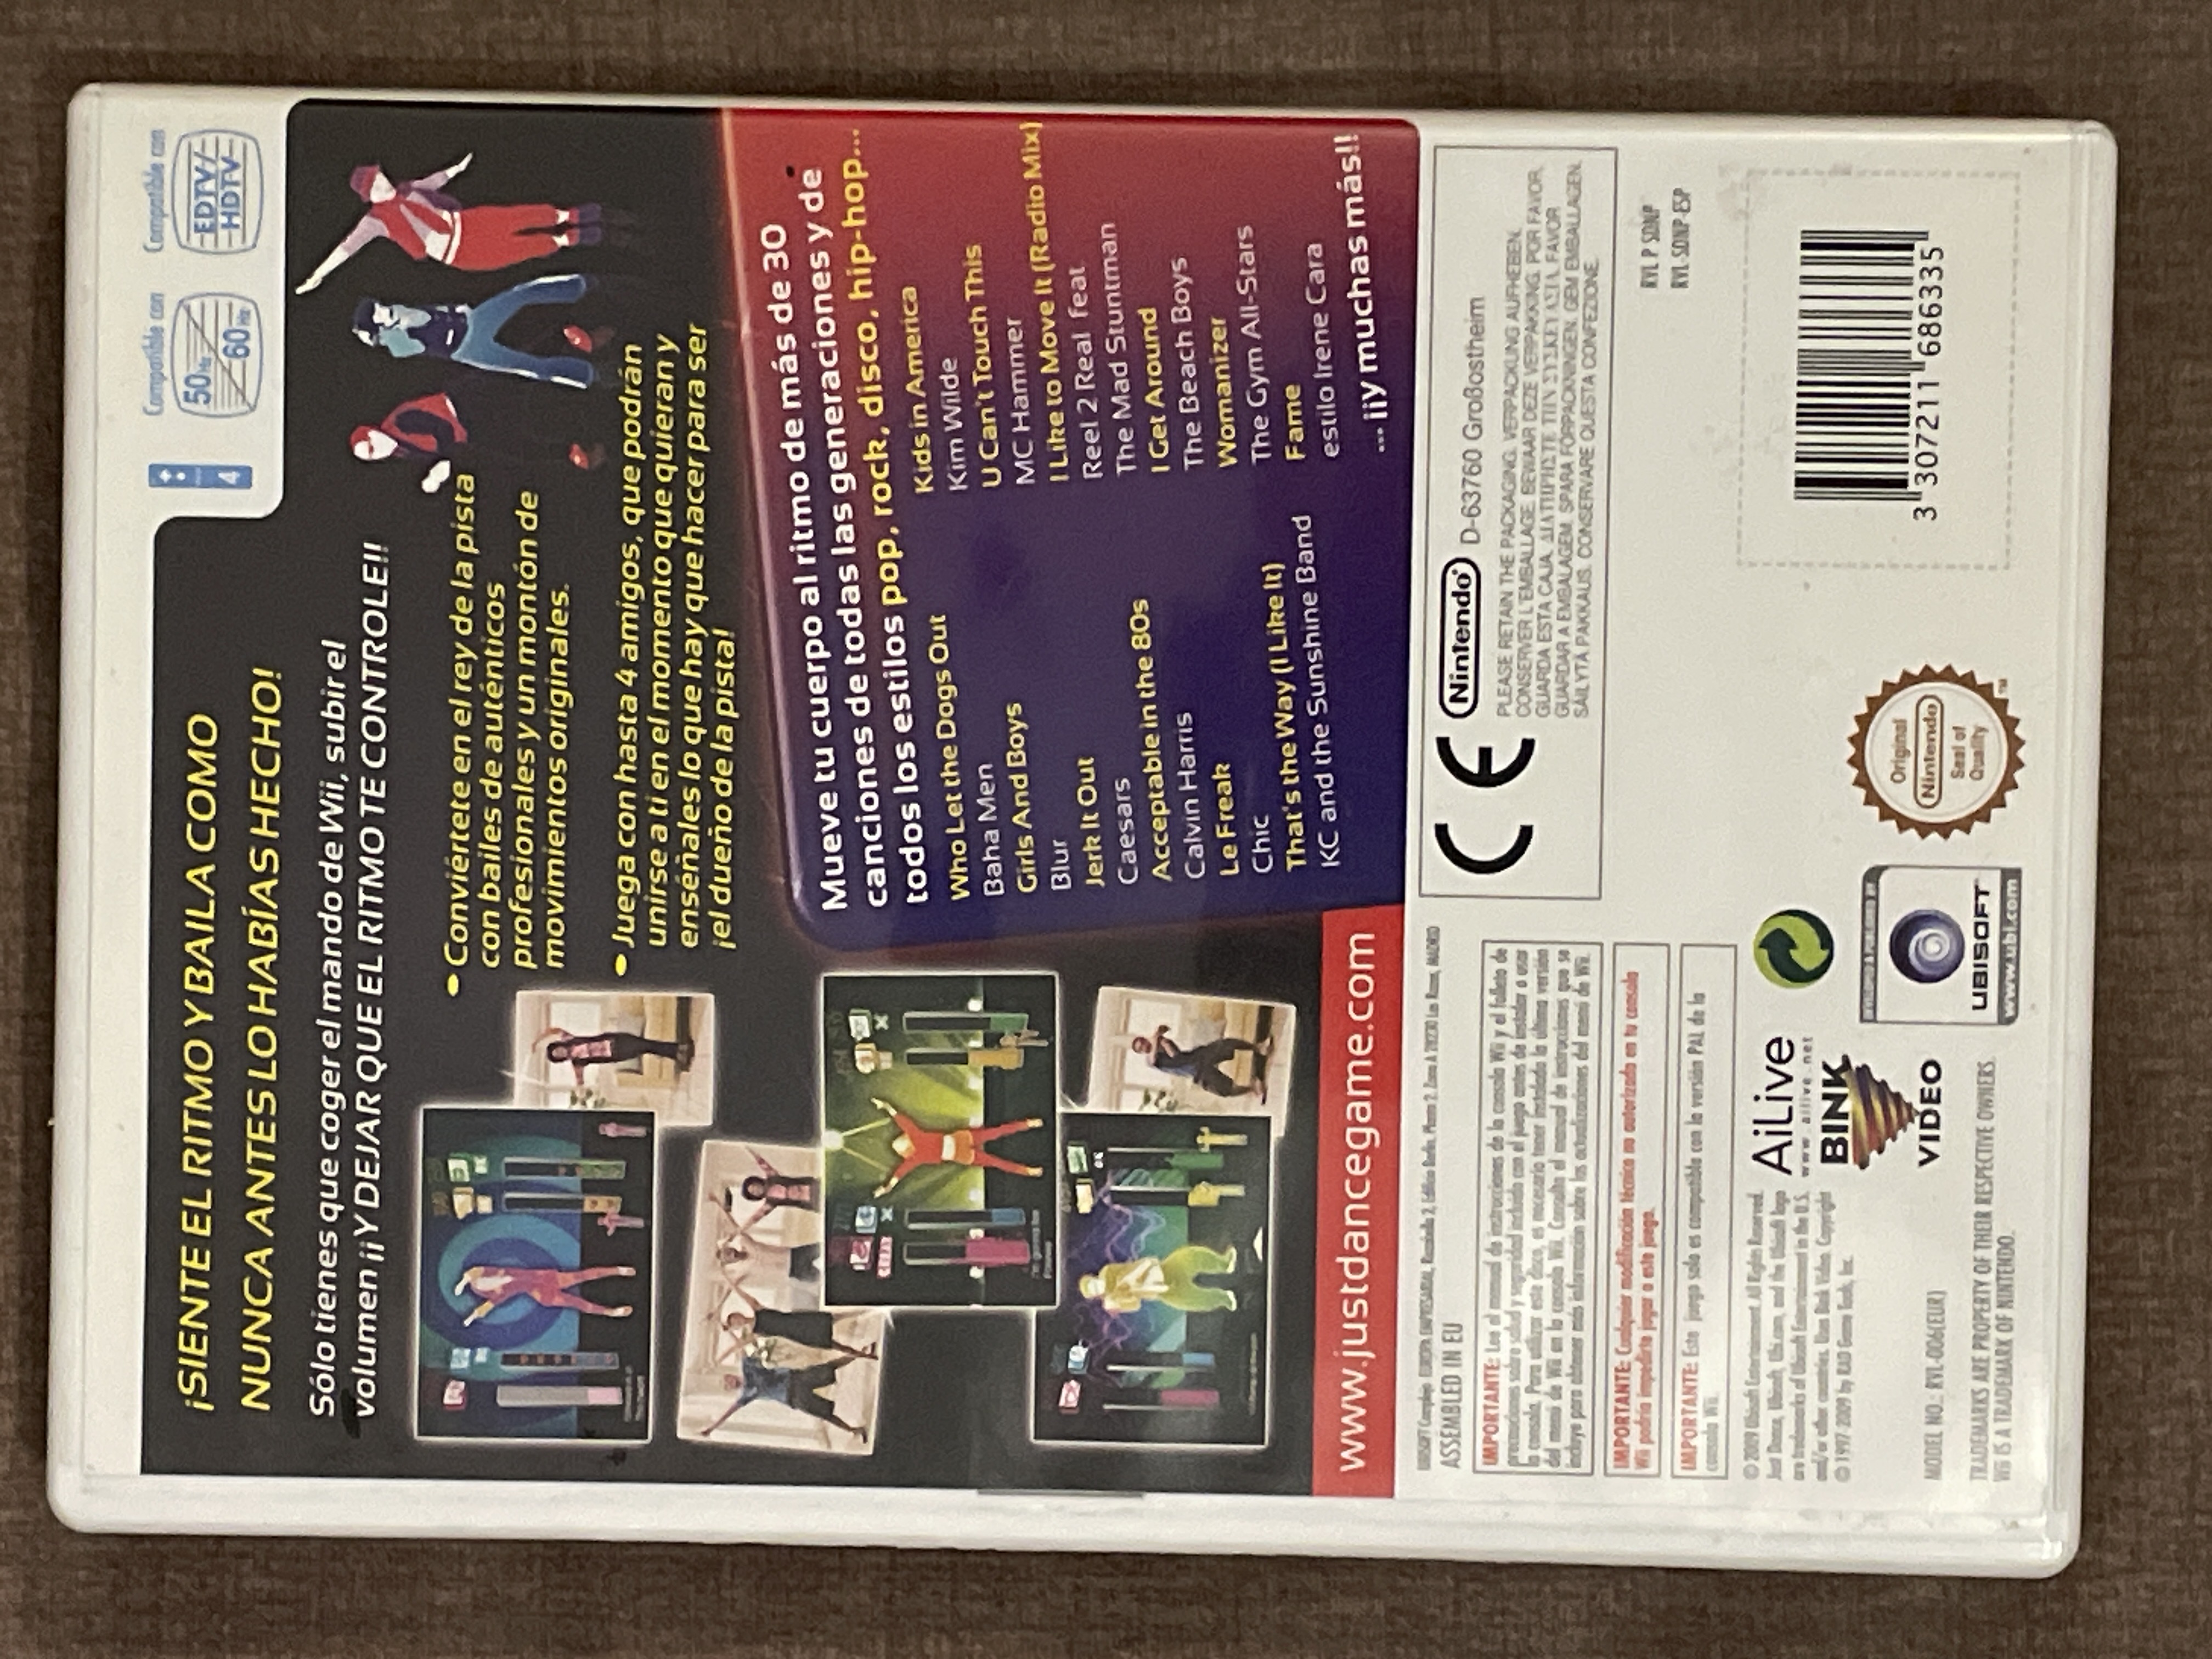 ¡SIENTE EL RITMO Y BAILA COMO
NUNCA ANTES LO HABÍAS HECHO!
Sólo tienes que coger el mando de Wii, subir el
volumen ¡¡Y DEJAR QUE EL RITMO TE CONTROLE!!
4
Compatible con
50Hz
60Hz
Compatible con
EDTV/
HDTV
Conviértete en el rey de la pista
con bailes de auténticos
profesionales y un montón de
movimientos originales.
Juega con hasta 4 amigos, que podrán
unirse a ti en el momento que quieran y
enséñales lo que hay que hacer para ser
¡el dueño de la pista!
Mueve tu cuerpo al ritmo de más de 30
canciones de todas las generaciones y de
todos los estilos pop, rock, disco, hip-hop...
Who Let the Dogs Out
Baha Men
Girls And Boys
Blur
Jerk It Out
Caesars
Acceptable in the 80s
Calvin Harris
Le Freak
Chic
That's the Way (I Like It)
KC and the Sunshine Band
Kids in America
Kim Wilde
U Can't Touch This
MC Hammer
I Like to Move It (Radio Mix)
Reel 2 Real feat
The Mad Stuntman
I Get Around
The Beach Boys
Womanizer
The Gym All-Stars
Fame
estilo Irene Cara
... ¡¡y muchas más!!
www.justdancegame.com
UBISOFT Complejo EUROPA EMPRESARIAL, 2, Edificio Berlín. Planta 2. Zona A 28230 Las Rozas, MADRID
ASSEMBLED IN EU
IMPORTANTE: Lee el manual de instrucciones de la consola Wii y el folleto de
precauciones sobre salud y seguridad incluido con el juego antes de instalar o usar
la consola. Para utilizar este disco, es necesario tener instalada la última versión
del menú de Wii en la consola Wii. Consulta el manual de instrucciones que se
incluye para obtener más información sobre las actualizaciones del menú de Wii.
IMPORTANTE: Cualquier modificación técnica no autorizada en tu consola
Wii podría impedirte jugar a este juego.
IMPORTANTE: Este juego solo es compatible con la versión PAL de la
consola Wii.
© 2009 Ubisoft Entertainment. All Rights Reserved.
Just Dance, Ubisoft, Ubi.com, and the Ubisoft logo
are trademarks of Ubisoft Entertainment in the U.S.
and/or other countries. Uses Bink Video. Copyright
© 1997-2009 by RAD Game Tools, Inc.
MODEL NO.: RVL-006(EUR)
TRADEMARKS ARE PROPERTY OF THEIR RESPECTIVE OWNERS.
Wii IS A TRADEMARK OF NINTENDO.
AiLive
www.ailive.net
BINK
VIDEO
DEVELOPED & PUBLISHED BY
UBISOFT
www.ubi.com
Original
Nintendo
Seal of
Quality
TM
CE
Nintendo® D-63760 Großostheim
PLEASE RETAIN THE PACKAGING. VERPACKUNG AUFHEBEN.
CONSERVER L'EMBALLAGE. BEWAAR DEZE VERPAKKING. POR FAVOR,
GUARDA ESTA CAJA. ΔΙΑΤΗΡΗΣΤΕ ΤΗΝ ΣΥΣΚΕΥΑΣΙΑ. FAVOR
GUARDAR A EMBALAGEM. SPARA FÖRPACKNINGEN. GEM EMBALLAGEN.
SÄILYTÄ PAKKAUS. CONSERVARE QUESTA CONFEZIONE.
RVL P SDNP
RVL-SDNP-ESP
3 307211 686335